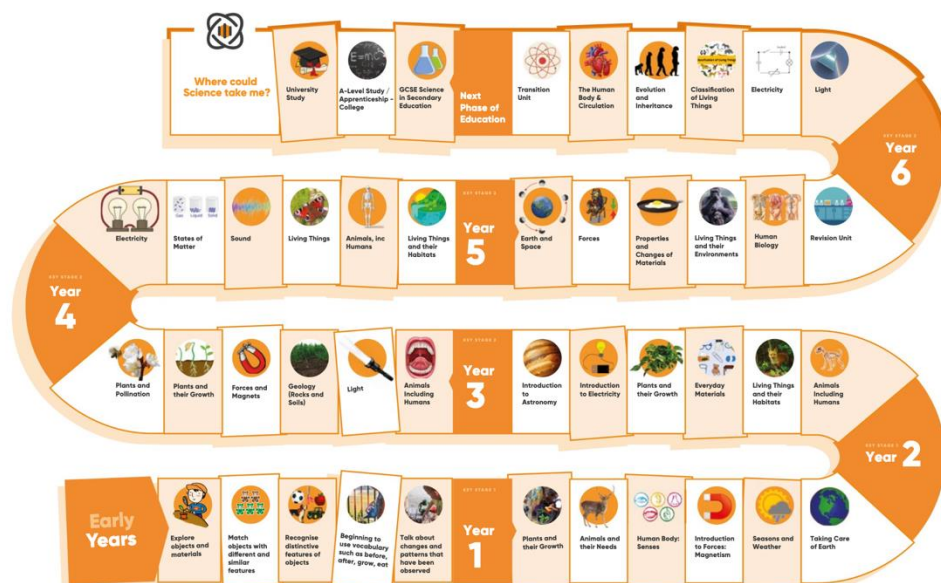 Where could
Science take me?
University
Study
E=mc²
A-Level Study /
Apprenticeship -
College
GCSE Science
in Secondary
Education
Next
Phase of
Education
Transition
Unit
The Human
Body &
Circulation
Evolution
and
Inheritance
Classification
of Living
Things
Electricity
Light
Year
6
Electricity
Gas
Liquid
Solid
States of
Matter
Sound
Living Things
Animals, inc
Humans
Living Things
and their
Habitats
KEY STAGE 2
Year
5
Earth and
Space
Forces
Properties
and
Changes of
Materials
Living Things
and their
Environments
Human
Biology
Revision Unit
KEY STAGE 2
Year
4
Plants and
Pollination
Plants and
their Growth
Forces and
Magnets
Geology
(Rocks and
Soils)
Light
Animals
Including
Humans
KEY STAGE 2
Year
3
Introduction
to
Astronomy
Introduction
to Electricity
Plants and
their Growth
Everyday
Materials
Living Things
and their
Habitats
Animals
Including
Humans
Year 2
Early
Years
Explore
objects and
materials
Match
objects with
different and
similar
features
Recognise
distinctive
features of
objects
Beginning to
use vocabulary
such as before,
after, grow, eat
Talk about
changes and
patterns that
have been
observed
KEY STAGE 1
Year
1
Plants and
their Growth
Animals and
their Needs
Human Body:
Senses
Introduction
to Forces:
Magnetism
Seasons and
Weather
Taking Care
of Earth